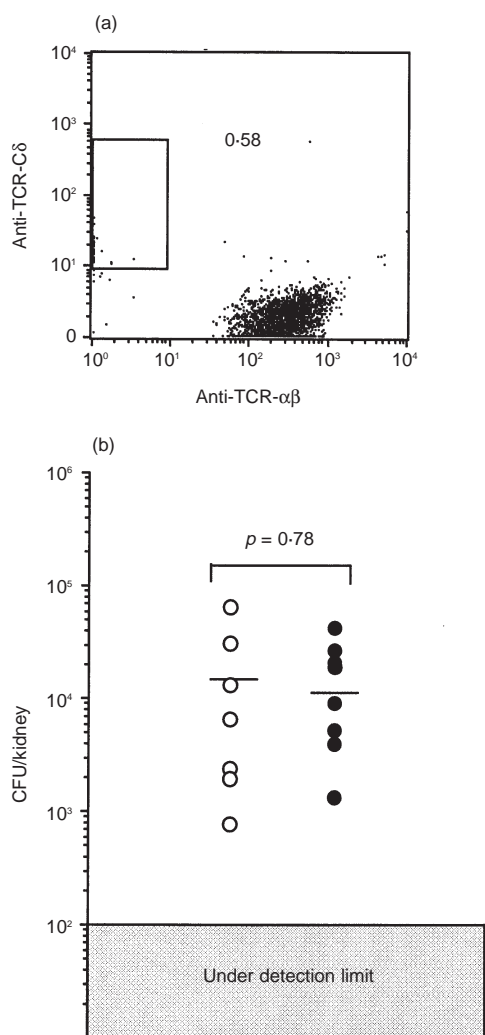 (a)
10⁴
10³
10²
10¹
0
Anti-TCR-Cδ
0·58
10⁰ 10¹ 10² 10³ 10⁴
Anti-TCR-αβ
(b)
10⁶
10⁵
10⁴
10³
10²
CFU/kidney
p = 0·78
Under detection limit